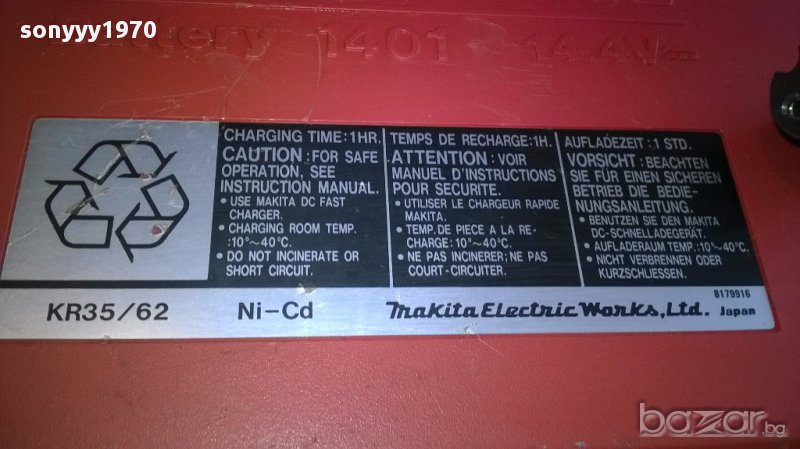 sonyyy1970
Battery 1401 14.4V
CHARGING TIME:1HR.
CAUTION:FOR SAFE
OPERATION, SEE
INSTRUCTION MANUAL.
• USE MAKITA DC FAST
CHARGER.
• CHARGING ROOM TEMP.
:10°~40°C.
• DO NOT INCINERATE OR
SHORT CIRCUIT.
TEMPS DE RECHARGE:1H.
ATTENTION:VOIR
MANUEL D'INSTRUCTIONS
POUR SECURITE.
• UTILISER LE CHARGEUR RAPIDE
MAKITA.
• TEMP.DE PIECE A LA RE-
CHARGE:10°~40°C.
• NE PAS INCINERER;NE PAS
COURT-CIRCUITER.
AUFLADEZEIT:1 STD.
VORSICHT:BEACHTEN
SIE FÜR EINEN SICHEREN
BETRIEB DIE BEDIE-
NUNGSANLEITUNG.
• BENUTZEN SIE DEN MAKITA
DC-SCHNELLADEGERÄT.
• AUFLADERAUM TEMP.:10°~40°C.
• NICHT VERBRENNEN ODER
KURZSCHLIESSEN.
8179916
KR35/62 Ni-Cd Makita Electric Works,Ltd. Japan
bazar.bg